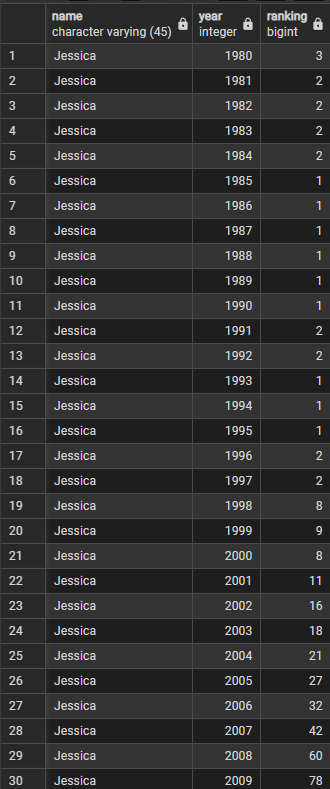 name year ranking
character varying (45) integer bigint
1 Jessica 1980 3
2 Jessica 1981 2
3 Jessica 1982 2
4 Jessica 1983 2
5 Jessica 1984 2
6 Jessica 1985 1
7 Jessica 1986 1
8 Jessica 1987 1
9 Jessica 1988 1
10 Jessica 1989 1
11 Jessica 1990 1
12 Jessica 1991 2
13 Jessica 1992 2
14 Jessica 1993 1
15 Jessica 1994 1
16 Jessica 1995 1
17 Jessica 1996 2
18 Jessica 1997 2
19 Jessica 1998 8
20 Jessica 1999 9
21 Jessica 2000 8
22 Jessica 2001 11
23 Jessica 2002 16
24 Jessica 2003 18
25 Jessica 2004 21
26 Jessica 2005 27
27 Jessica 2006 32
28 Jessica 2007 42
29 Jessica 2008 60
30 Jessica 2009 78